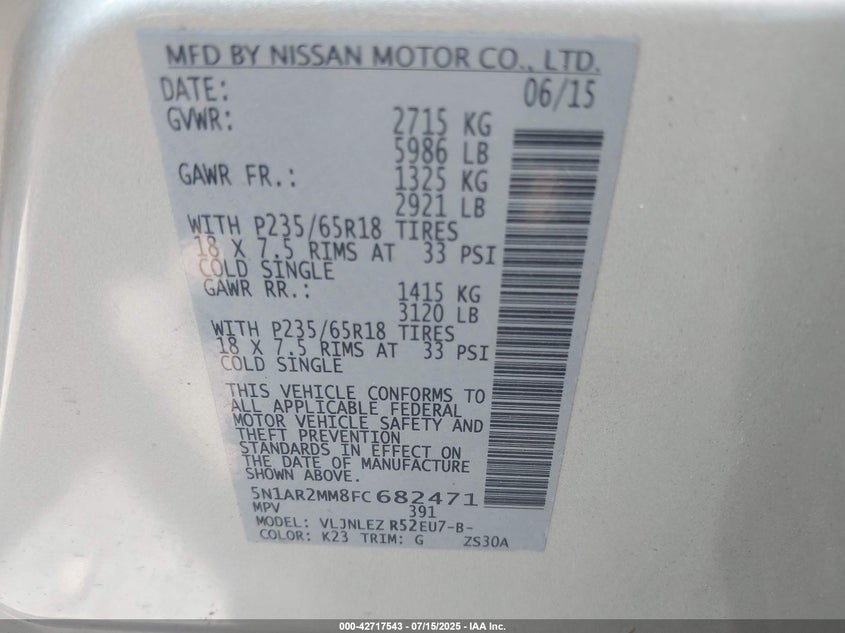 MFD BY NISSAN MOTOR CO., LTD.
DATE: 06/15
GVWR: 2715 KG
5986 LB
GAWR FR.: 1325 KG
2921 LB
WITH P235/65R18 TIRES
18 X 7.5 RIMS AT 33 PSI
COLD SINGLE
GAWR RR.: 1415 KG
3120 LB
WITH P235/65R18 TIRES
18 X 7.5 RIMS AT 33 PSI
COLD SINGLE
THIS VEHICLE CONFORMS TO
ALL APPLICABLE FEDERAL
MOTOR VEHICLE SAFETY AND
THEFT PREVENTION
STANDARDS IN EFFECT ON
THE DATE OF MANUFACTURE
SHOWN ABOVE.
5N1AR2MM8FC682471
MPV 391
MODEL: VLJNLEZ R52EU7-B-
COLOR: K23 TRIM: G ZS30A
000-42717543 - 07/15/2025 - IAA Inc.